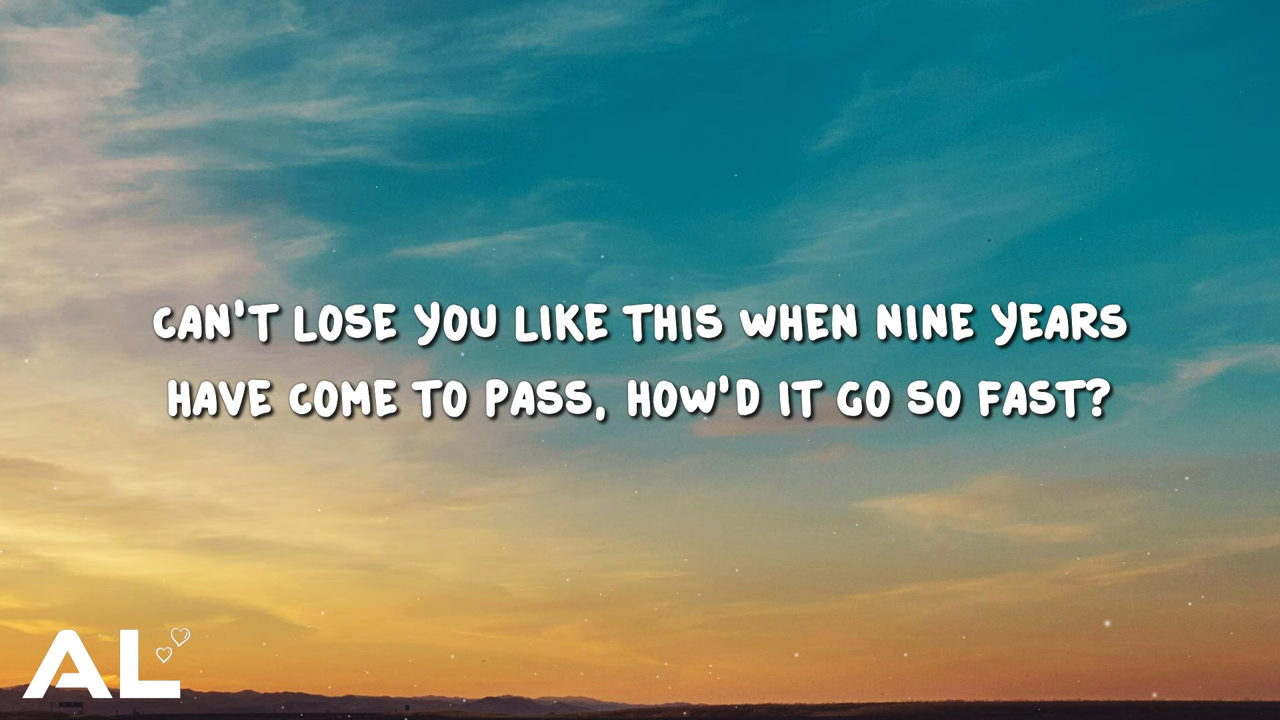 CAN'T LOSE YOU LIKE THIS WHEN NINE YEARS
HAVE COME TO PASS, HOW'D IT GO SO FAST?
AL